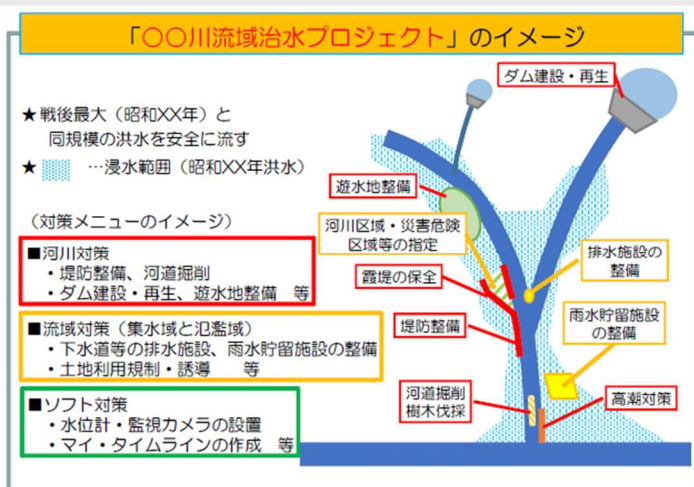 「○○川流域治水プロジェクト」のイメージ
★戦後最大（昭和XX年）と
同規模の洪水を安全に流す
★ …浸水範囲（昭和XX年洪水）
（対策メニューのイメージ）
■河川対策
・堤防整備、河道掘削
・ダム建設・再生、遊水地整備 等
■流域対策（集水域と氾濫域）
・下水道等の排水施設、雨水貯留施設の整備
・土地利用規制・誘導 等
■ソフト対策
・水位計・監視カメラの設置
・マイ・タイムラインの作成 等
ダム建設・再生
遊水地整備
河川区域・災害危険
区域等の指定
霞堤の保全
堤防整備
排水施設の
整備
雨水貯留施設
の整備
河道掘削
樹木伐採
高潮対策